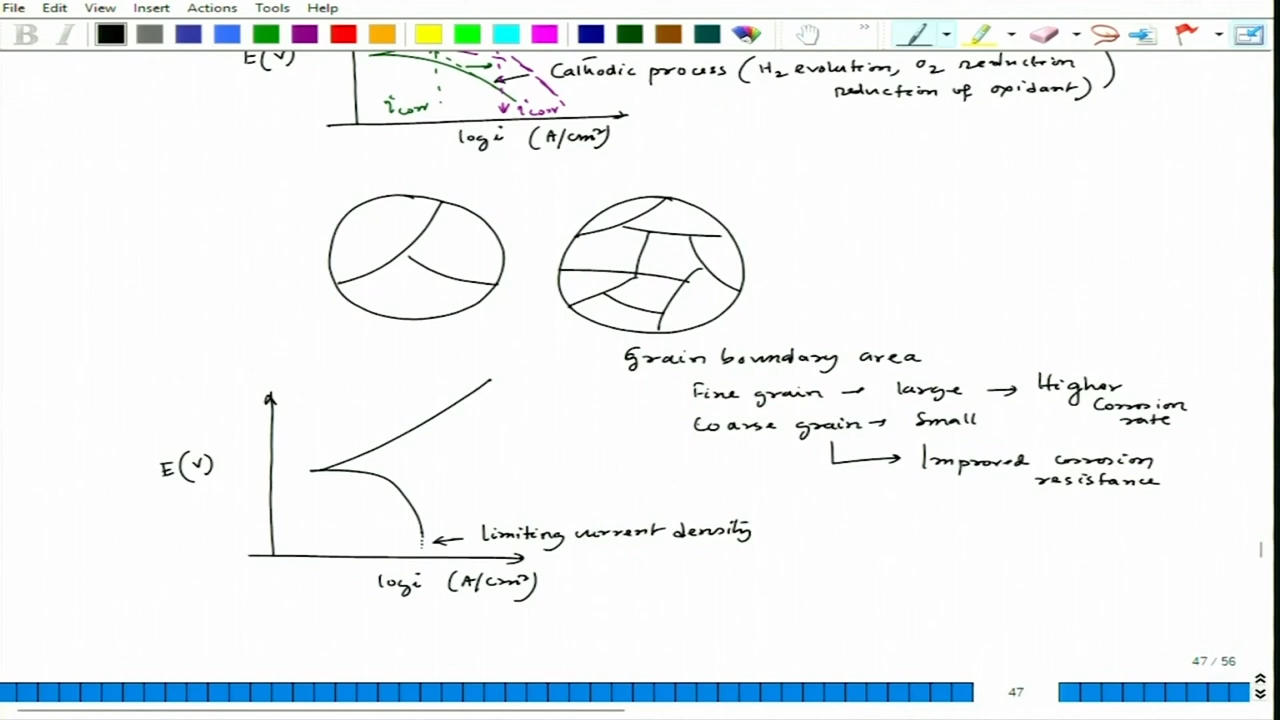 File Edit View Insert Actions Tools Help
B I
E(V)
Cathodic process (H2 evolution, O2 reduction
reduction of oxidant)
icorr icorr
log i (A/cm²)
Grain boundary area
Fine grain → large → Higher
corrosion
rate
Coarse grain → small
Improved corrosion
resistance
E(V)
Limiting current density
log i (A/cm²)
47 / 56
47